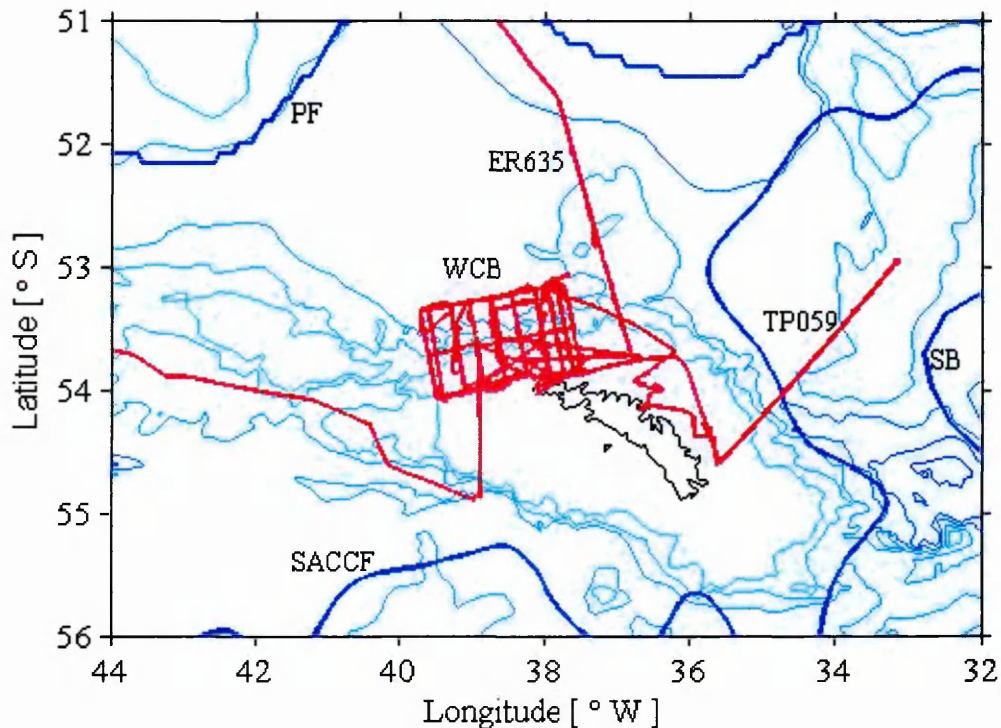 51
52
53
54
55
56
Latitude [ ° S ]
PF
ER635
WCB
TP059
SB
SACCF
44
42
40
38
36
34
32
Longitude [ ° W ]